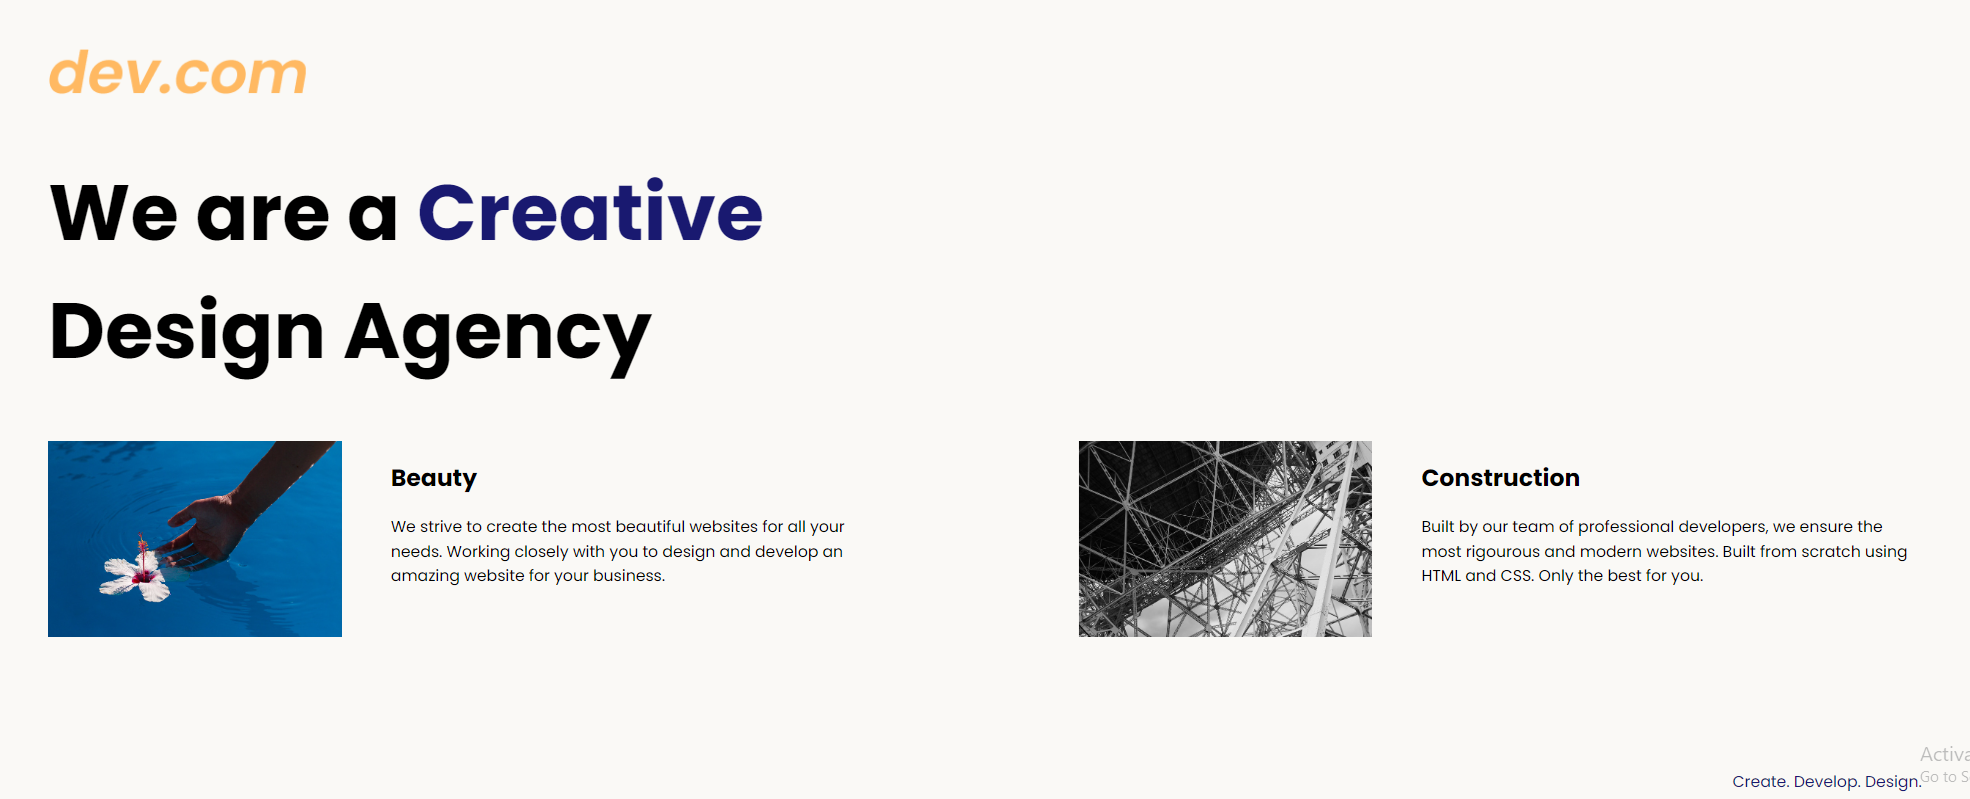 dev.com
We are a Creative
Design Agency
Beauty
We strive to create the most beautiful websites for all your
needs. Working closely with you to design and develop an
amazing website for your business.
Construction
Built by our team of professional developers, we ensure the
most rigourous and modern websites. Built from scratch using
HTML and CSS. Only the best for you.
Activa
Go to S
Create. Develop. Design.